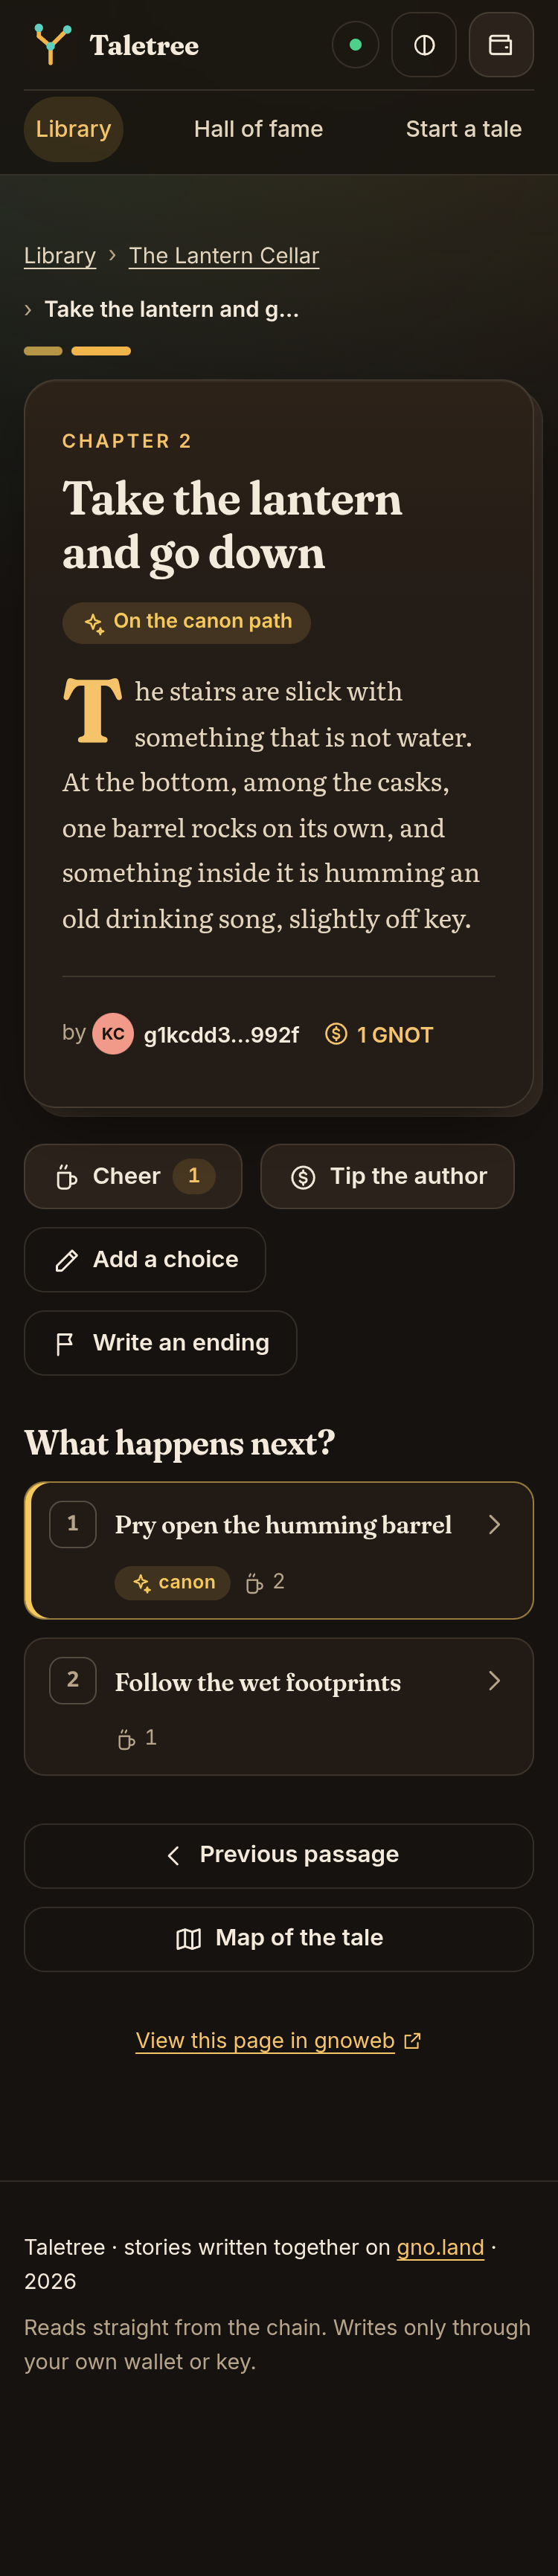 Taletree
Library
Hall of fame
Start a tale
Library › The Lantern Cellar
› Take the lantern and g...
CHAPTER 2
Take the lantern
and go down
On the canon path
The stairs are slick with
something that is not water.
At the bottom, among the casks,
one barrel rocks on its own, and
something inside it is humming an
old drinking song, slightly off key.
by KC g1kcdd3...992f 1 GNOT
Cheer 1
Tip the author
Add a choice
Write an ending
What happens next?
1 Pry open the humming barrel
canon 2
2 Follow the wet footprints
1
Previous passage
Map of the tale
View this page in gnoweb
Taletree · stories written together on gno.land ·
2026
Reads straight from the chain. Writes only through
your own wallet or key.